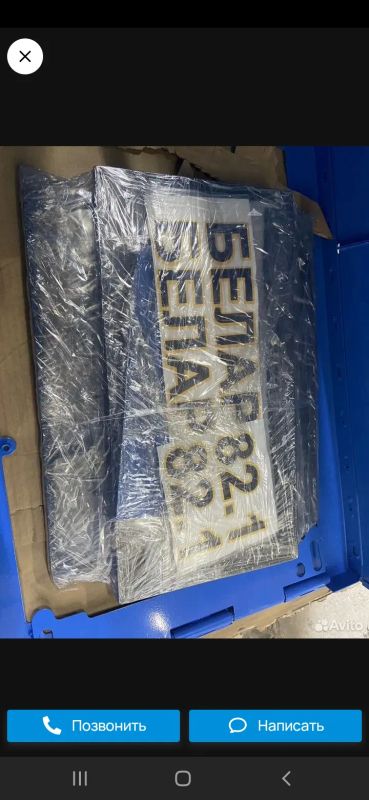 БЕЛАР 82.1
БЕЛАР 82.1
Avito
Позвонить
Написать